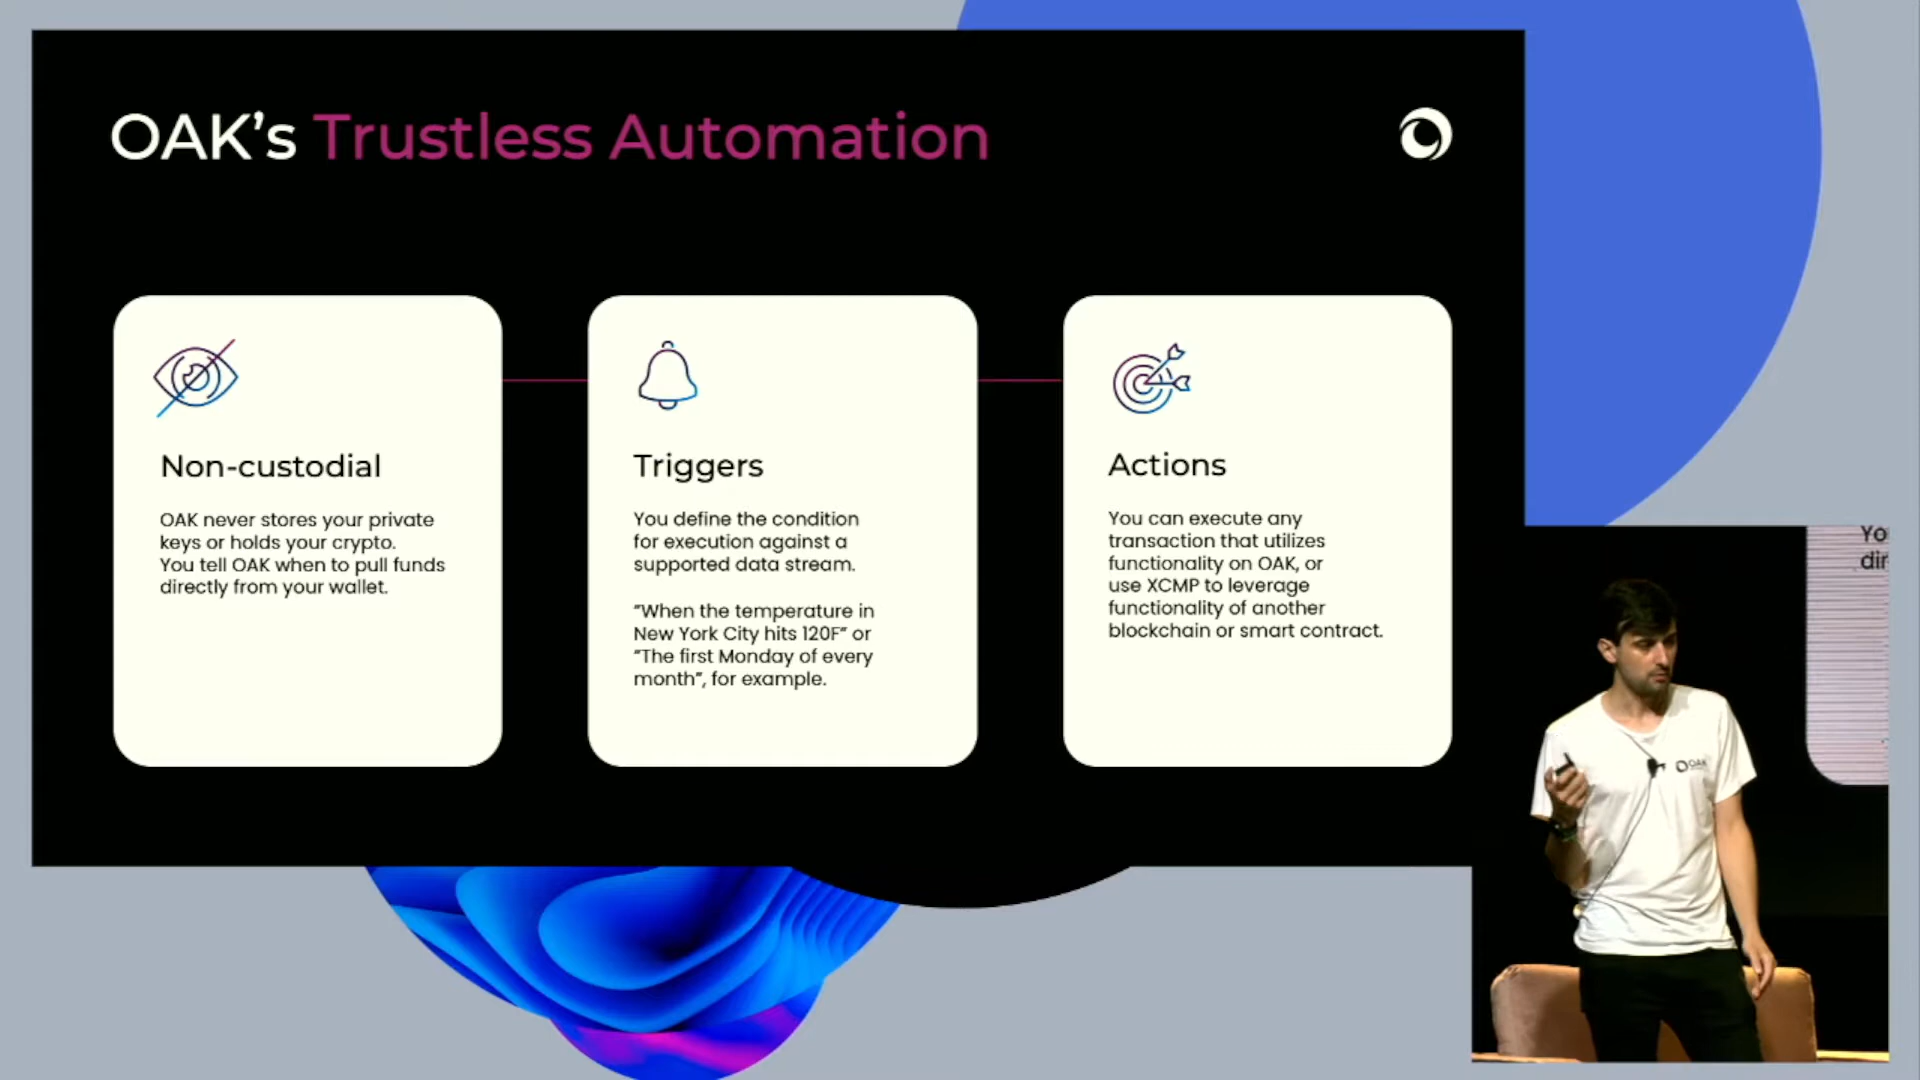 OAK’s Trustless Automation
Non-custodial
OAK never stores your private
keys or holds your crypto.
You tell OAK when to pull funds
directly from your wallet.
Triggers
You define the condition
for execution against a
supported data stream.
“When the temperature in
New York City hits 120F” or
“The first Monday of every
month”, for example.
Actions
You can execute any
transaction that utilizes
functionality on OAK, or
use XCMP to leverage
functionality of another
blockchain or smart contract.
Yo
dir
OAK